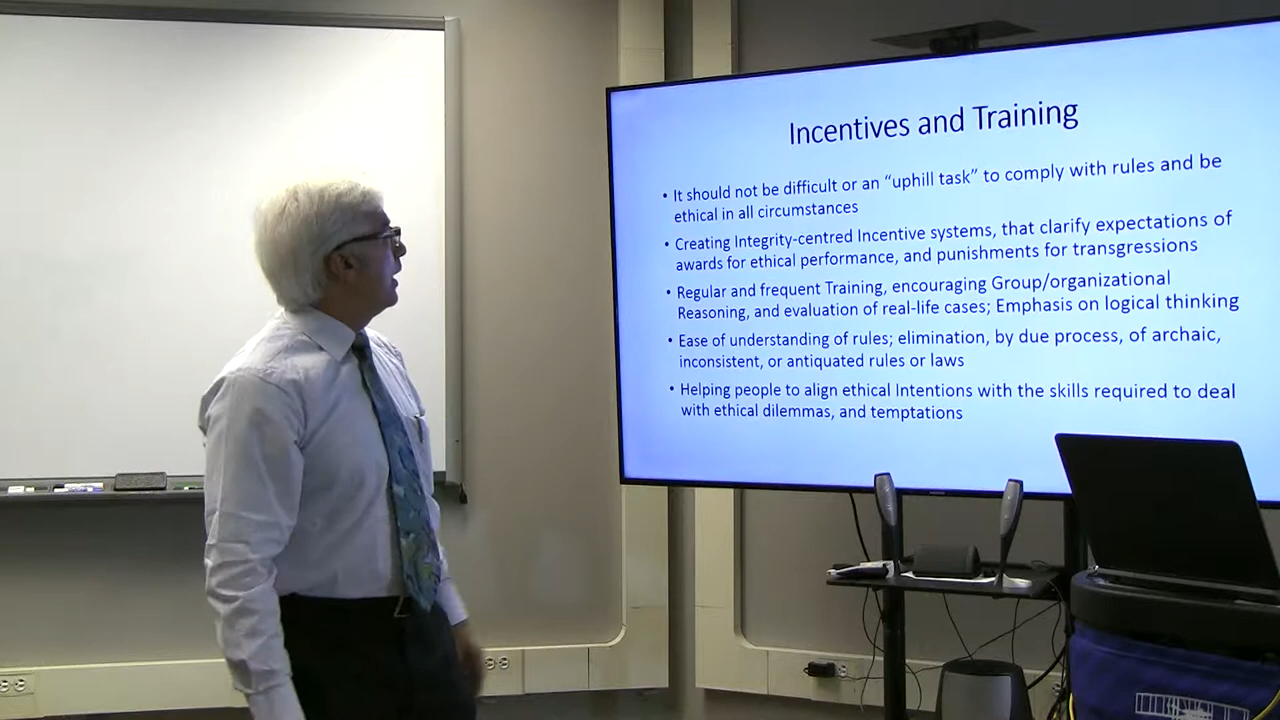 Incentives and Training
• It should not be difficult or an “uphill task” to comply with rules and be
ethical in all circumstances
• Creating Integrity-centred Incentive systems, that clarify expectations of
awards for ethical performance, and punishments for transgressions
• Regular and frequent Training, encouraging Group/organizational
Reasoning, and evaluation of real-life cases; Emphasis on logical thinking
• Ease of understanding of rules; elimination, by due process, of archaic,
inconsistent, or antiquated rules or laws
• Helping people to align ethical Intentions with the skills required to deal
with ethical dilemmas, and temptations